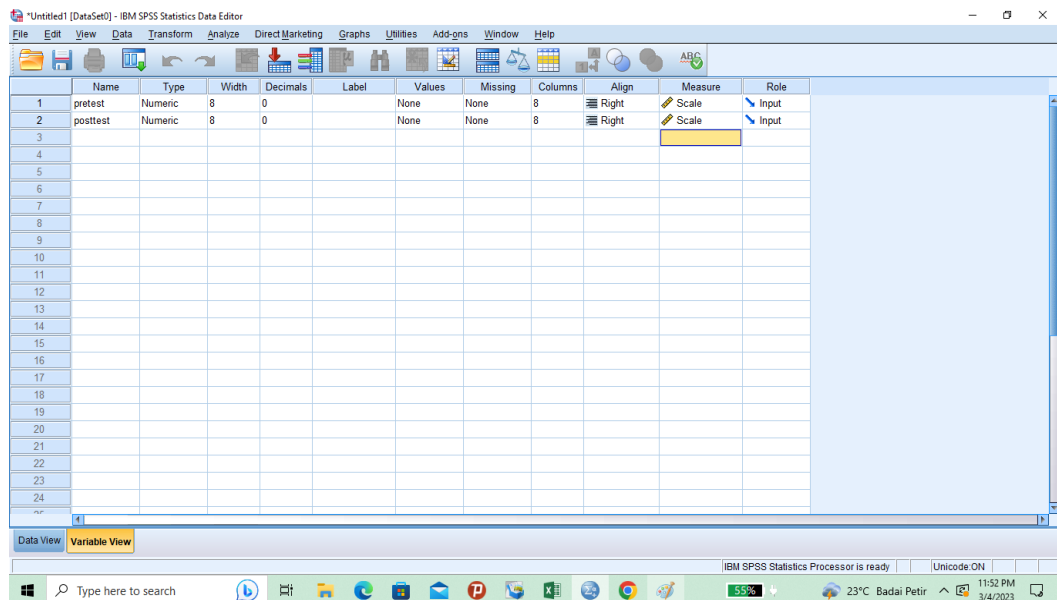 *Untitled1 [DataSet0] - IBM SPSS Statistics Data Editor
File Edit View Data Transform Analyze Direct Marketing Graphs Utilities Add-ons Window Help
Name Type Width Decimals Label Values Missing Columns Align Measure Role
1 pretest Numeric 8 0 None None 8 Right Scale Input
2 posttest Numeric 8 0 None None 8 Right Scale Input
3
4
5
6
7
8
9
10
11
12
13
14
15
16
17
18
19
20
21
22
23
24
Data View Variable View
IBM SPSS Statistics Processor is ready Unicode:ON
Type here to search 55% 23°C Badai Petir 11:52 PM
3/4/2023